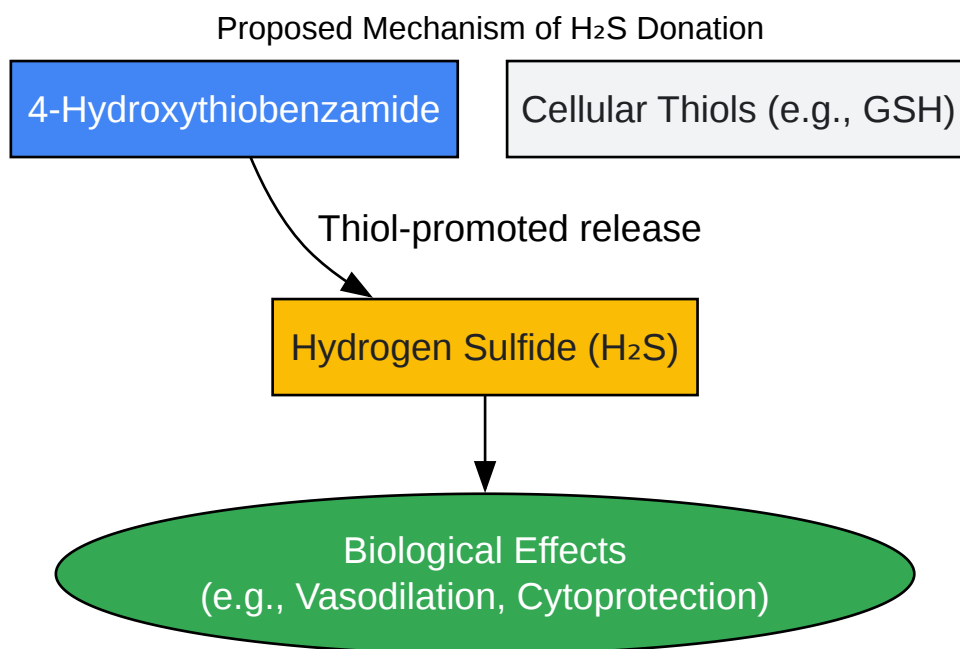 Proposed Mechanism of H₂S Donation
4-Hydroxythiobenzamide
Cellular Thiols (e.g., GSH)
Thiol-promoted release
Hydrogen Sulfide (H₂S)
Biological Effects
(e.g., Vasodilation, Cytoprotection)